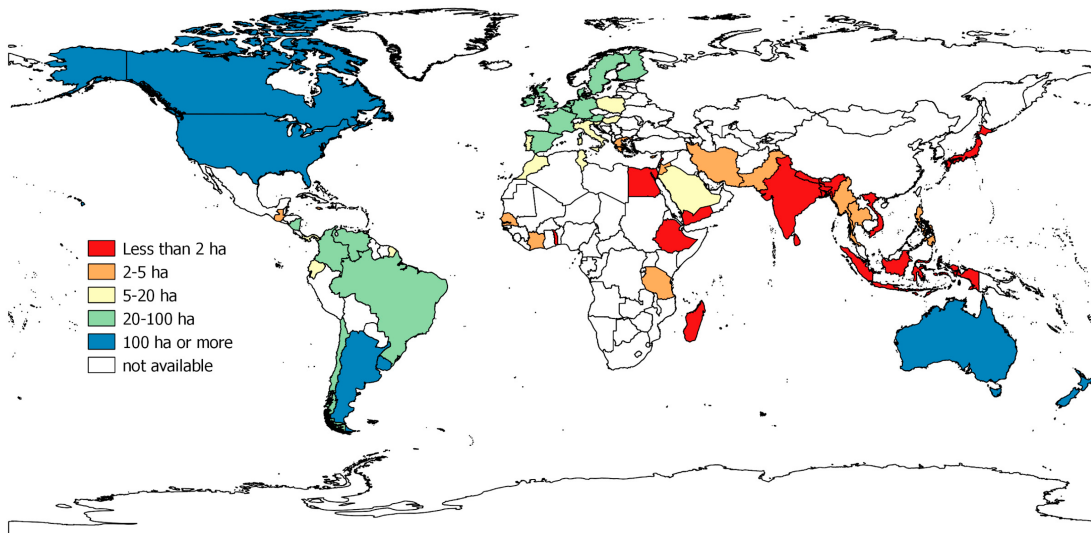 Less than 2 ha
2-5 ha
5-20 ha
20-100 ha
100 ha or more
not available